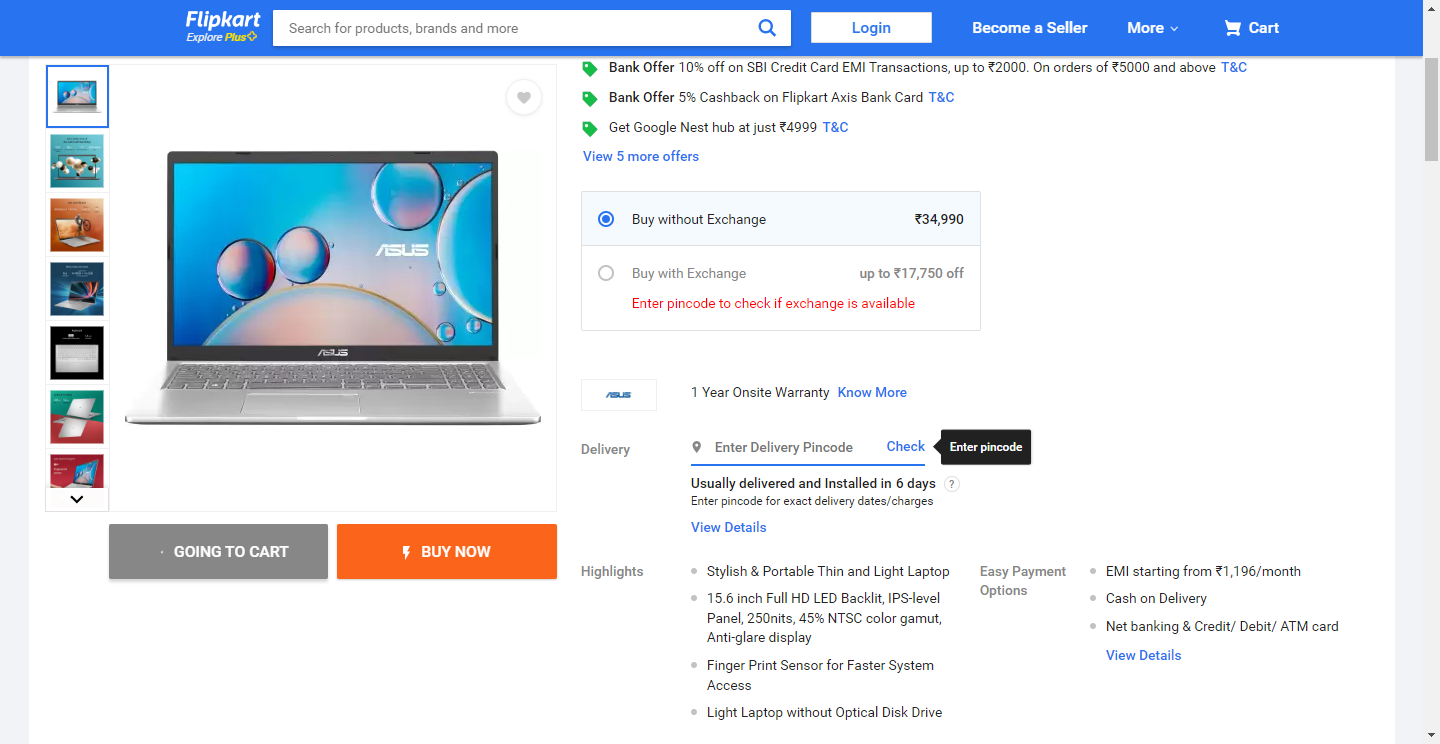 Flipkart
Explore Plus
Search for products, brands and more
Login
Become a Seller
More
Cart
ASUS
ASUS
GOING TO CART
BUY NOW
Bank Offer 10% off on SBI Credit Card EMI Transactions, up to ₹2000. On orders of ₹5000 and above T&C
Bank Offer 5% Cashback on Flipkart Axis Bank Card T&C
Get Google Nest hub at just ₹4999 T&C
View 5 more offers
Buy without Exchange ₹34,990
Buy with Exchange up to ₹17,750 off
Enter pincode to check if exchange is available
ASUS 1 Year Onsite Warranty Know More
Delivery Enter Delivery Pincode Check Enter pincode
Usually delivered and Installed in 6 days ?
Enter pincode for exact delivery dates/charges
View Details
Highlights
Stylish & Portable Thin and Light Laptop
15.6 inch Full HD LED Backlit, IPS-level
Panel, 250nits, 45% NTSC color gamut,
Anti-glare display
Finger Print Sensor for Faster System
Access
Light Laptop without Optical Disk Drive
Easy Payment
Options
EMI starting from ₹1,196/month
Cash on Delivery
Net banking & Credit/ Debit/ ATM card
View Details